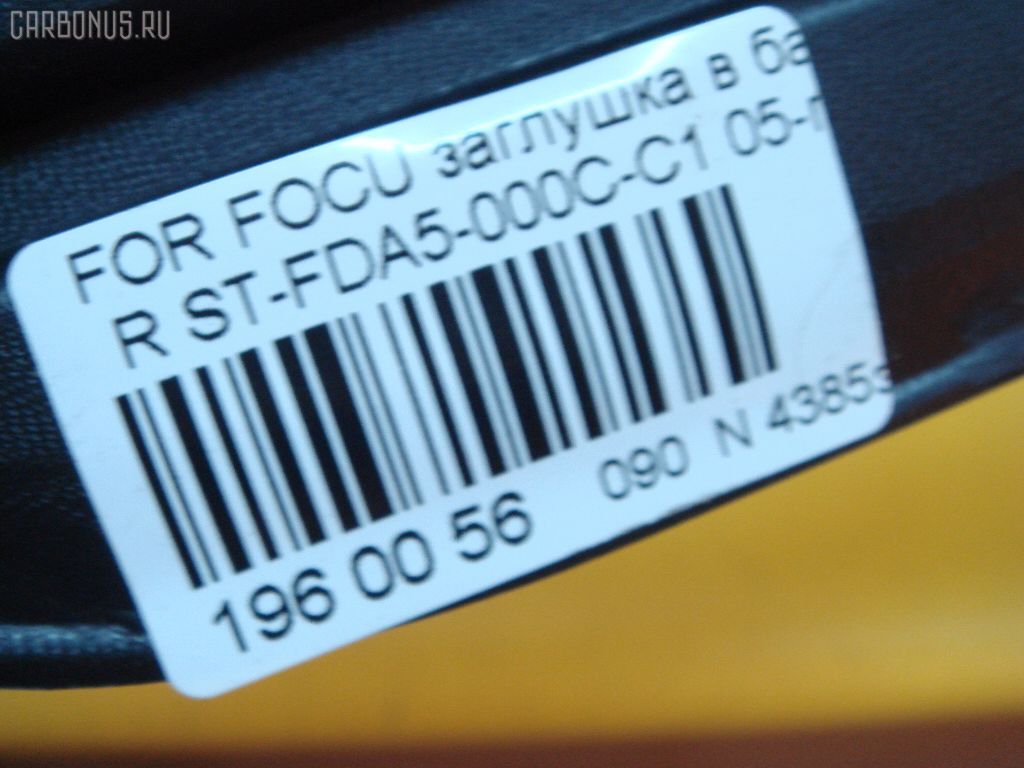 CARBONUS.RU
FOR FOCU заглушка в ба
R ST-FDA5-000C-C1 05-
196 00 56 090 N 4385